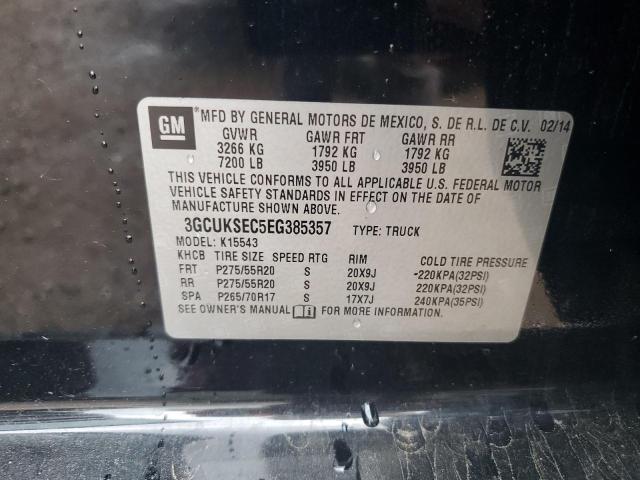 GM
*MFD BY GENERAL MOTORS DE MEXICO, S. DE R.L. DE C.V. 02/14
GVWR GAWR FRT GAWR RR
3266 KG 1792 KG 1792 KG
7200 LB 3950 LB 3950 LB
THIS VEHICLE CONFORMS TO ALL APPLICABLE U.S. FEDERAL MOTOR
VEHICLE SAFETY STANDARDS IN EFFECT ON THE DATE OF
MANUFACTURE SHOWN ABOVE.
3GCUKSEC5EG385357 TYPE: TRUCK
MODEL: K15543
KHCB TIRE SIZE SPEED RTG RIM COLD TIRE PRESSURE
FRT P275/55R20 S 20X9J 220KPA(32PSI)
RR P275/55R20 S 20X9J 220KPA(32PSI)
SPA P265/70R17 S 17X7J 240KPA(35PSI)
SEE OWNER'S MANUAL FOR MORE INFORMATION.